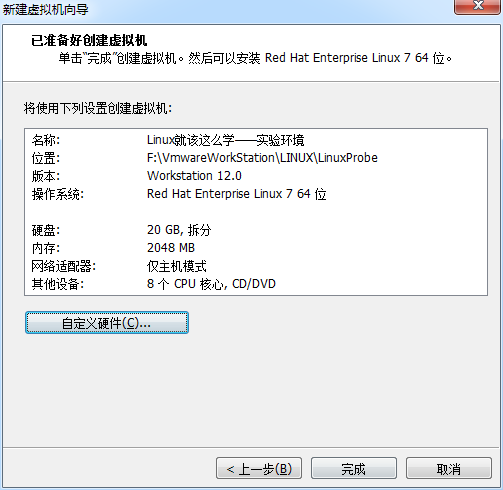 新建虚拟机向导
已准备好创建虚拟机
单击“完成”创建虚拟机。然后可以安装 Red Hat Enterprise Linux 7 64 位。
将使用下列设置创建虚拟机:
名称: Linux就该这么学——实验环境
位置: F:\VmwareWorkStation\LINUX\LinuxProbe
版本: Workstation 12.0
操作系统: Red Hat Enterprise Linux 7 64 位
硬盘: 20 GB, 拆分
内存: 2048 MB
网络适配器: 仅主机模式
其他设备: 8 个 CPU 核心, CD/DVD
自定义硬件(C)...
< 上一步(B) 完成 取消